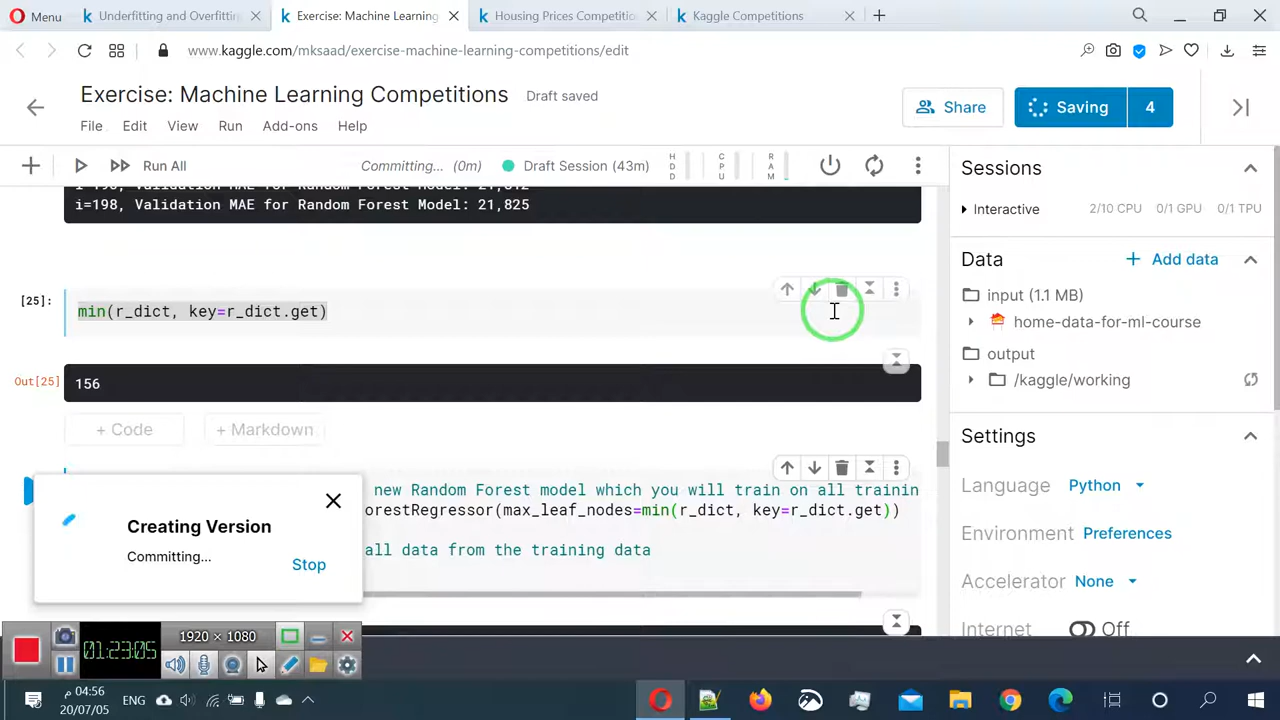 Menu
Underfitting and Overfittin
Exercise: Machine Learning
Housing Prices Competitio
Kaggle Competitions
www.kaggle.com/mksaad/exercise-machine-learning-competitions/edit
Exercise: Machine Learning Competitions
Draft saved
Share
Saving
4
File
Edit
View
Run
Add-ons
Help
Run All
Committing... (0m)
Draft Session (43m)
HDD
CPU
RAM
i=198, Validation MAE for Random Forest Model: 21,825
[25]:
min(r_dict, key=r_dict.get)
Out[25]
156
+ Code
+ Markdown
new Random Forest model which you will train on all trainin
orestRegressor(max_leaf_nodes=min(r_dict, key=r_dict.get))
all data from the training data
Creating Version
Committing...
Stop
Sessions
Interactive
2/10 CPU
0/1 GPU
0/1 TPU
Data
+ Add data
input (1.1 MB)
home-data-for-ml-course
output
/kaggle/working
Settings
Language
Python
Environment
Preferences
Accelerator
None
Internet
Off
01:23:05
1920 × 1080
ENG
04:56 م
20/07/05